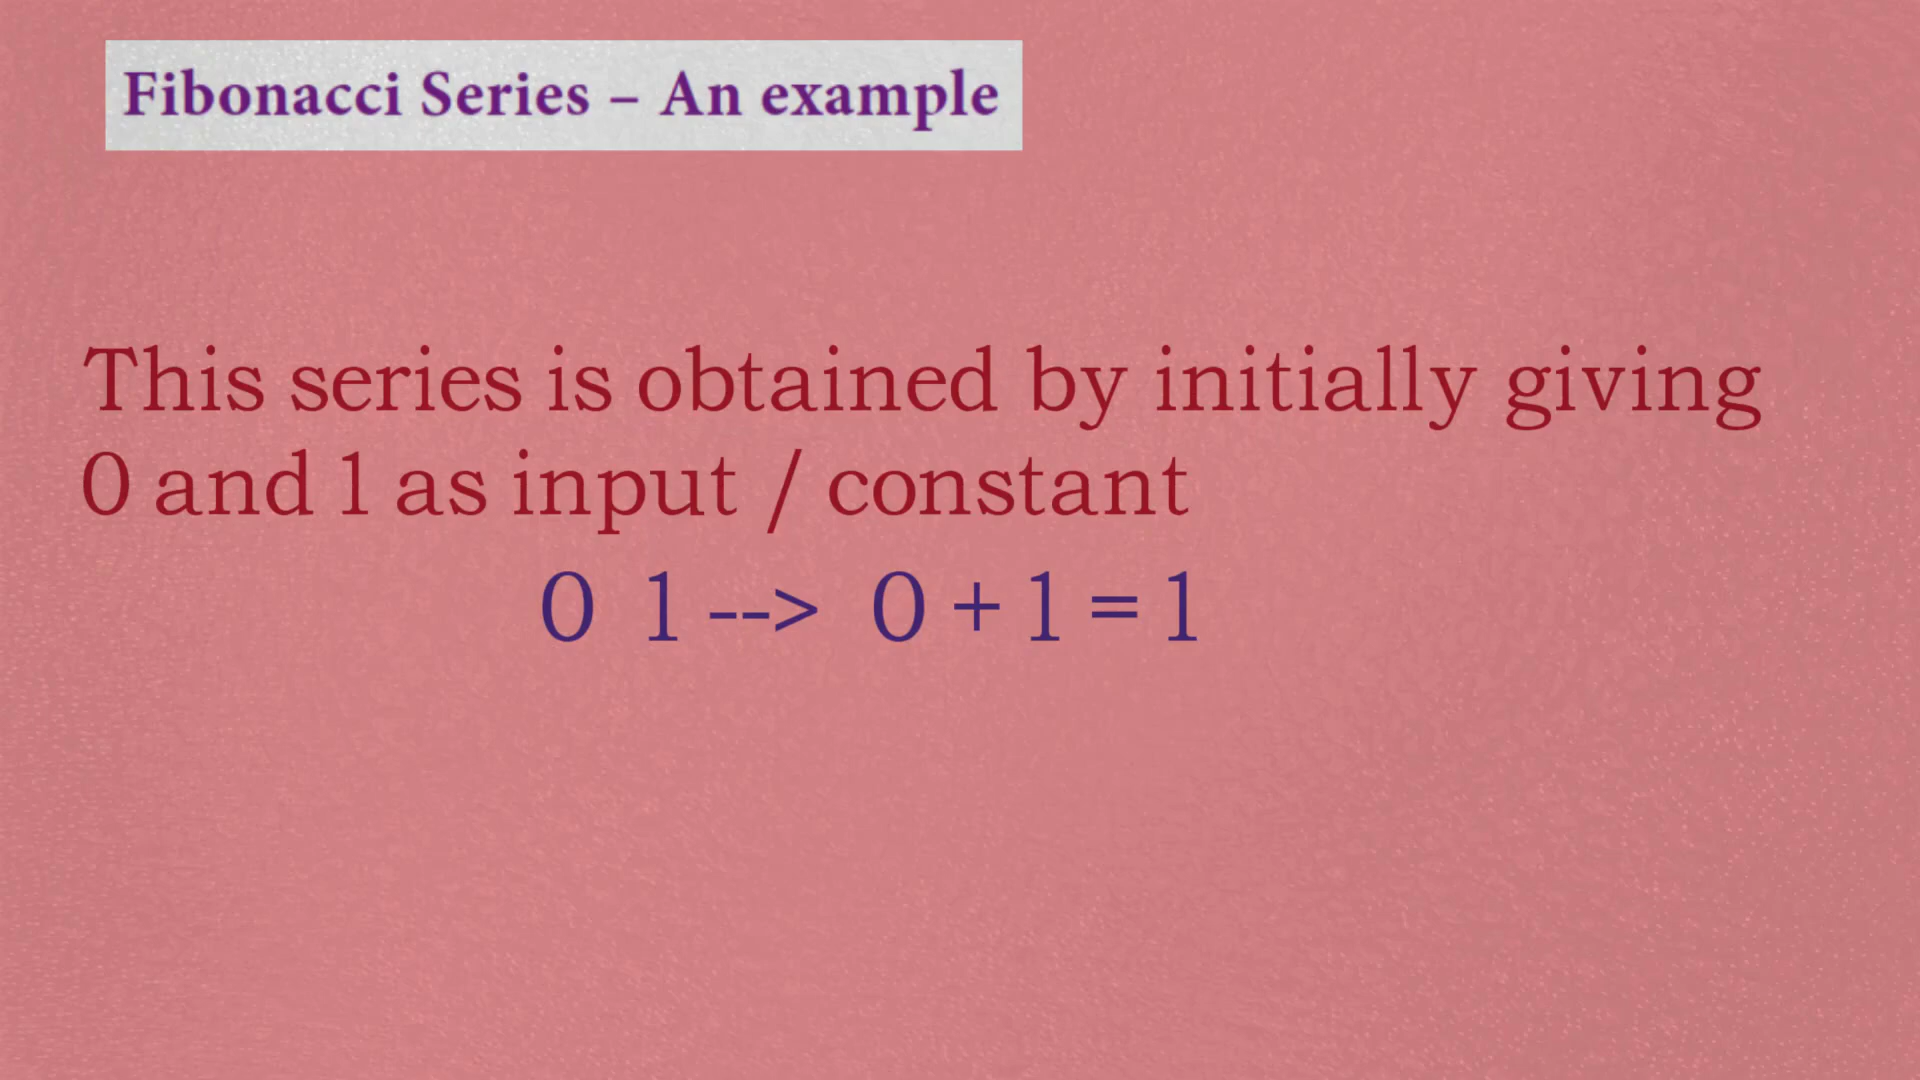 Fibonacci Series – An example
This series is obtained by initially giving
0 and 1 as input / constant
0 1 --> 0 + 1 = 1